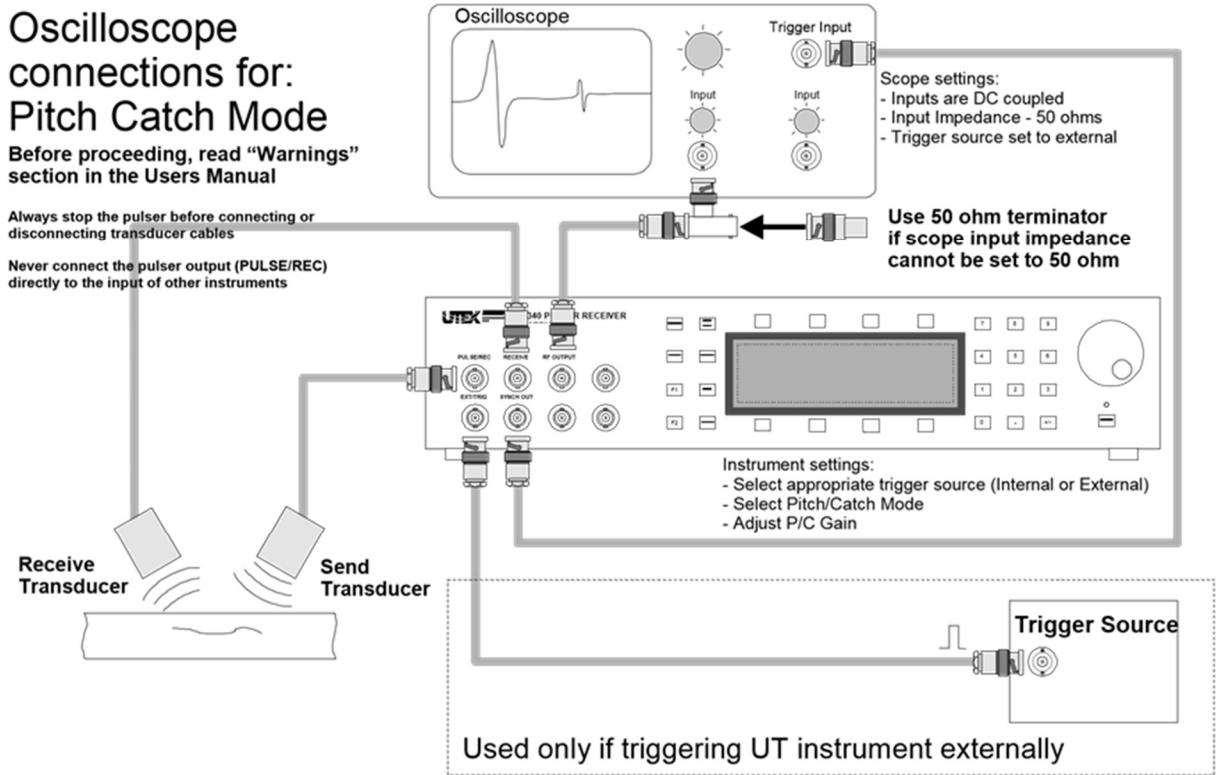 Oscilloscope
connections for:
Pitch Catch Mode
Before proceeding, read “Warnings”
section in the Users Manual
Always stop the pulser before connecting or
disconnecting transducer cables
Never connect the pulser output (PULSE/REC)
directly to the input of other instruments
Oscilloscope
Trigger Input
Input
Input
Scope settings:
- Inputs are DC coupled
- Input Impedance - 50 ohms
- Trigger source set to external
Use 50 ohm terminator
if scope input impedance
cannot be set to 50 ohm
UTEX
RECEIVER
PULSE/REC
RECEIVE
RF OUTPUT
EXT/TRIG
SYNCH OUT
F1
F2
7 8 9
4 5 6
1 2 3
0 . +/-
Instrument settings:
- Select appropriate trigger source (Internal or External)
- Select Pitch/Catch Mode
- Adjust P/C Gain
Receive
Transducer
Send
Transducer
Trigger Source
Used only if triggering UT instrument externally